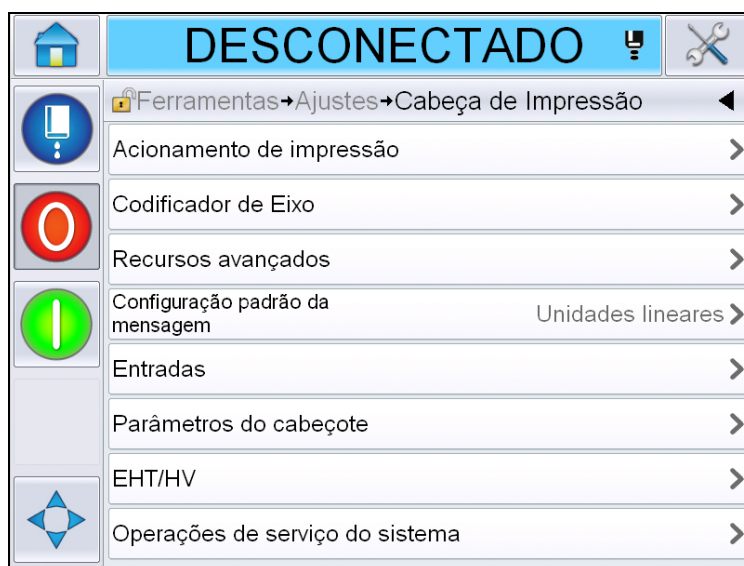 DESCONECTADO
Ferramentas→Ajustes→Cabeça de Impressão
Acionamento de impressão
Codificador de Eixo
Recursos avançados
Configuração padrão da
mensagem
Unidades lineares
Entradas
Parâmetros do cabeçote
EHT/HV
Operações de serviço do sistema